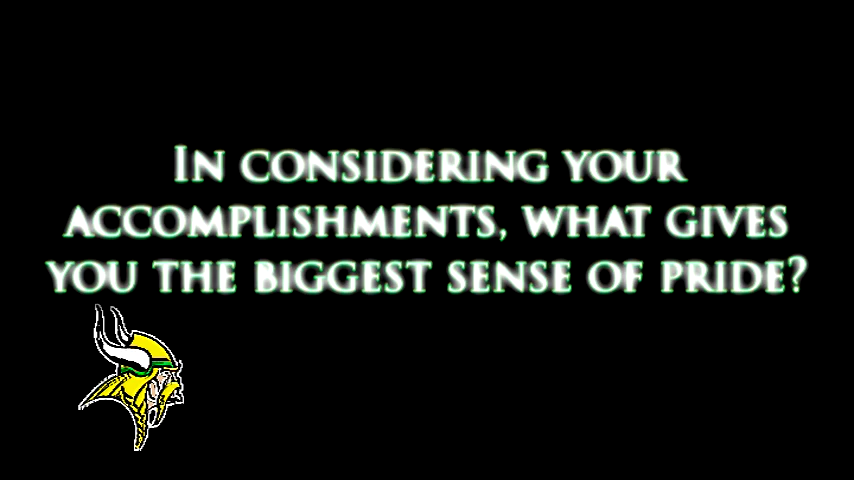 In considering your
accomplishments, what gives
you the biggest sense of pride?